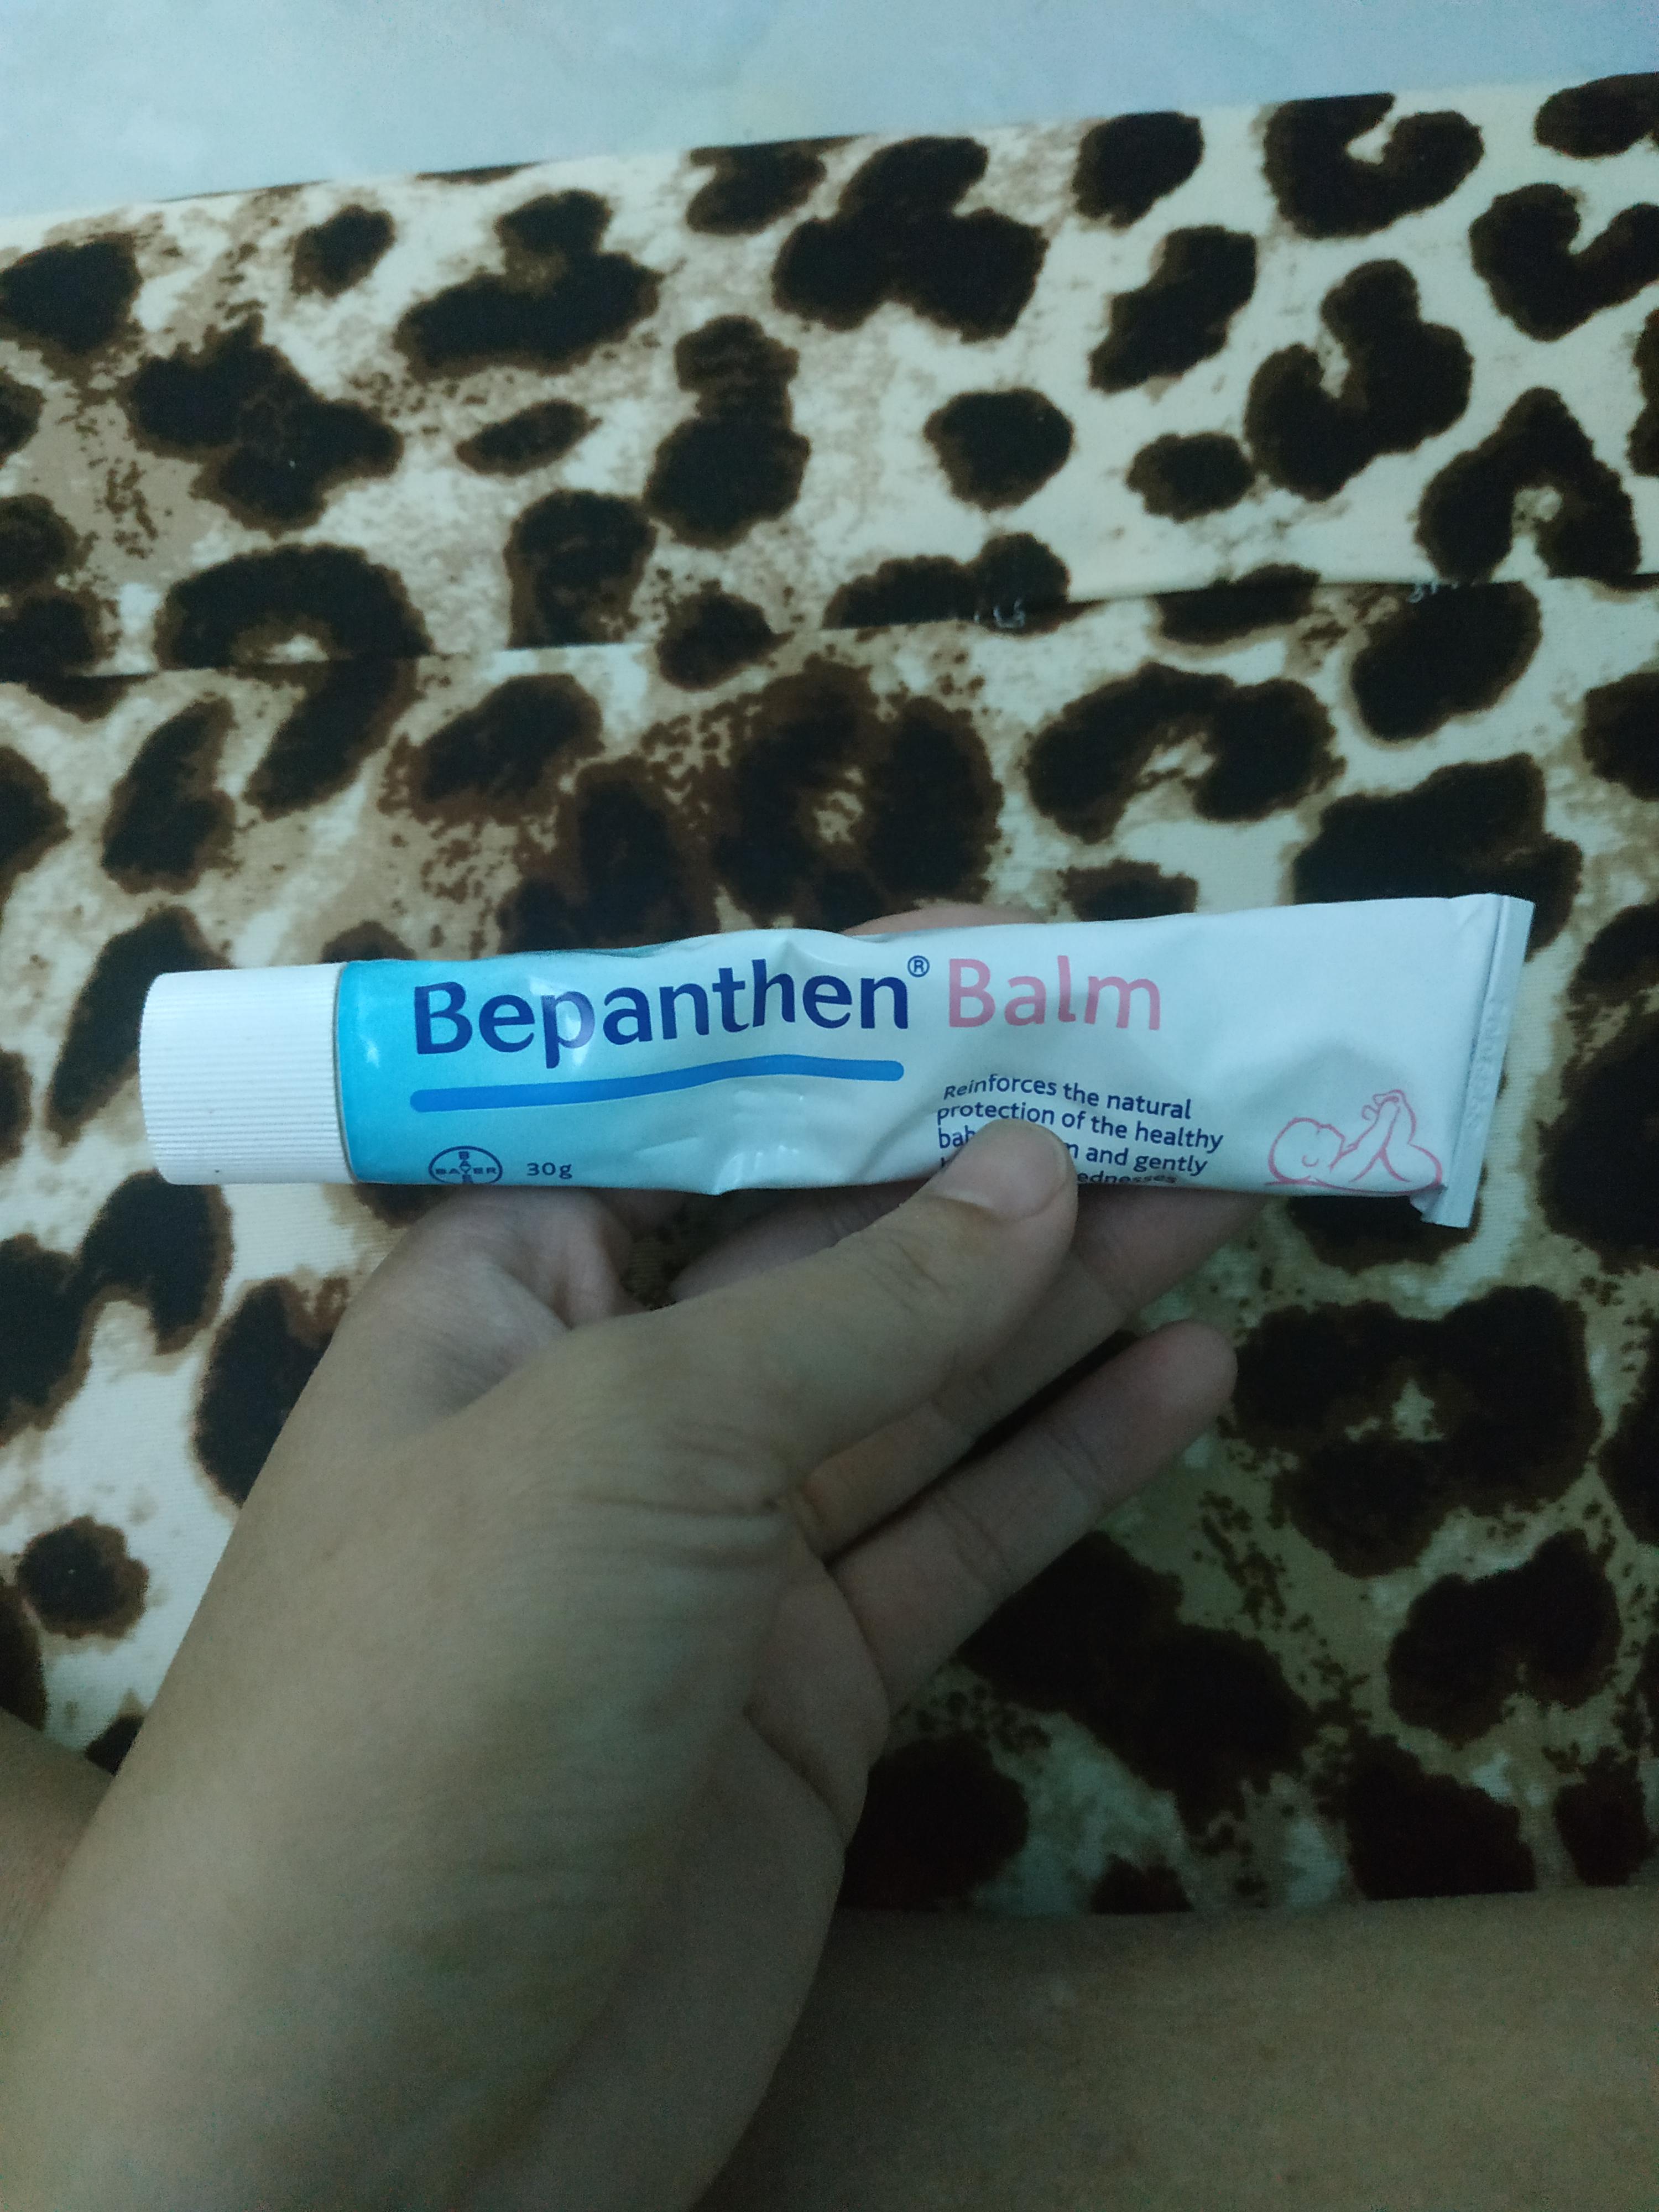 Bepanthen® Balm
Reinforces the natural
protection of the healthy
and gently
BAYER
30g